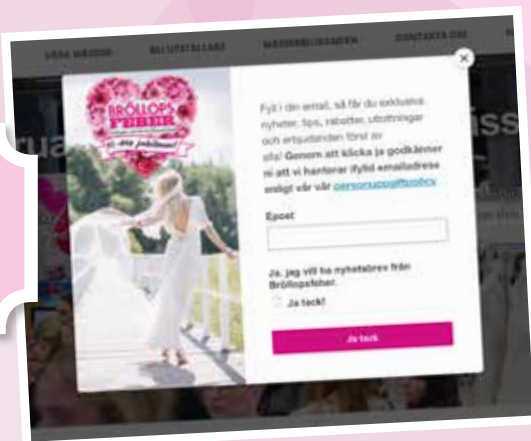 VÅRA MÄSSOR BLI UTSTÄLLARE MÄSSERBJUDANDEN KONTAKTA OSS
BRÖLLOPS
FEBER
Fyll i din email, så får du exklusiva
nyheter, tips, rabatter, utlottningar
och erbjudanden först av
alla! Genom att klicka ja godkänner
ni att vi hanterar ifylld emailadress
enligt vår vår personuppgiftpolicy
Epost
Ja, jag vill ha nyhetsbrev från
Bröllopsfeber.
Ja tack!
Ja tack